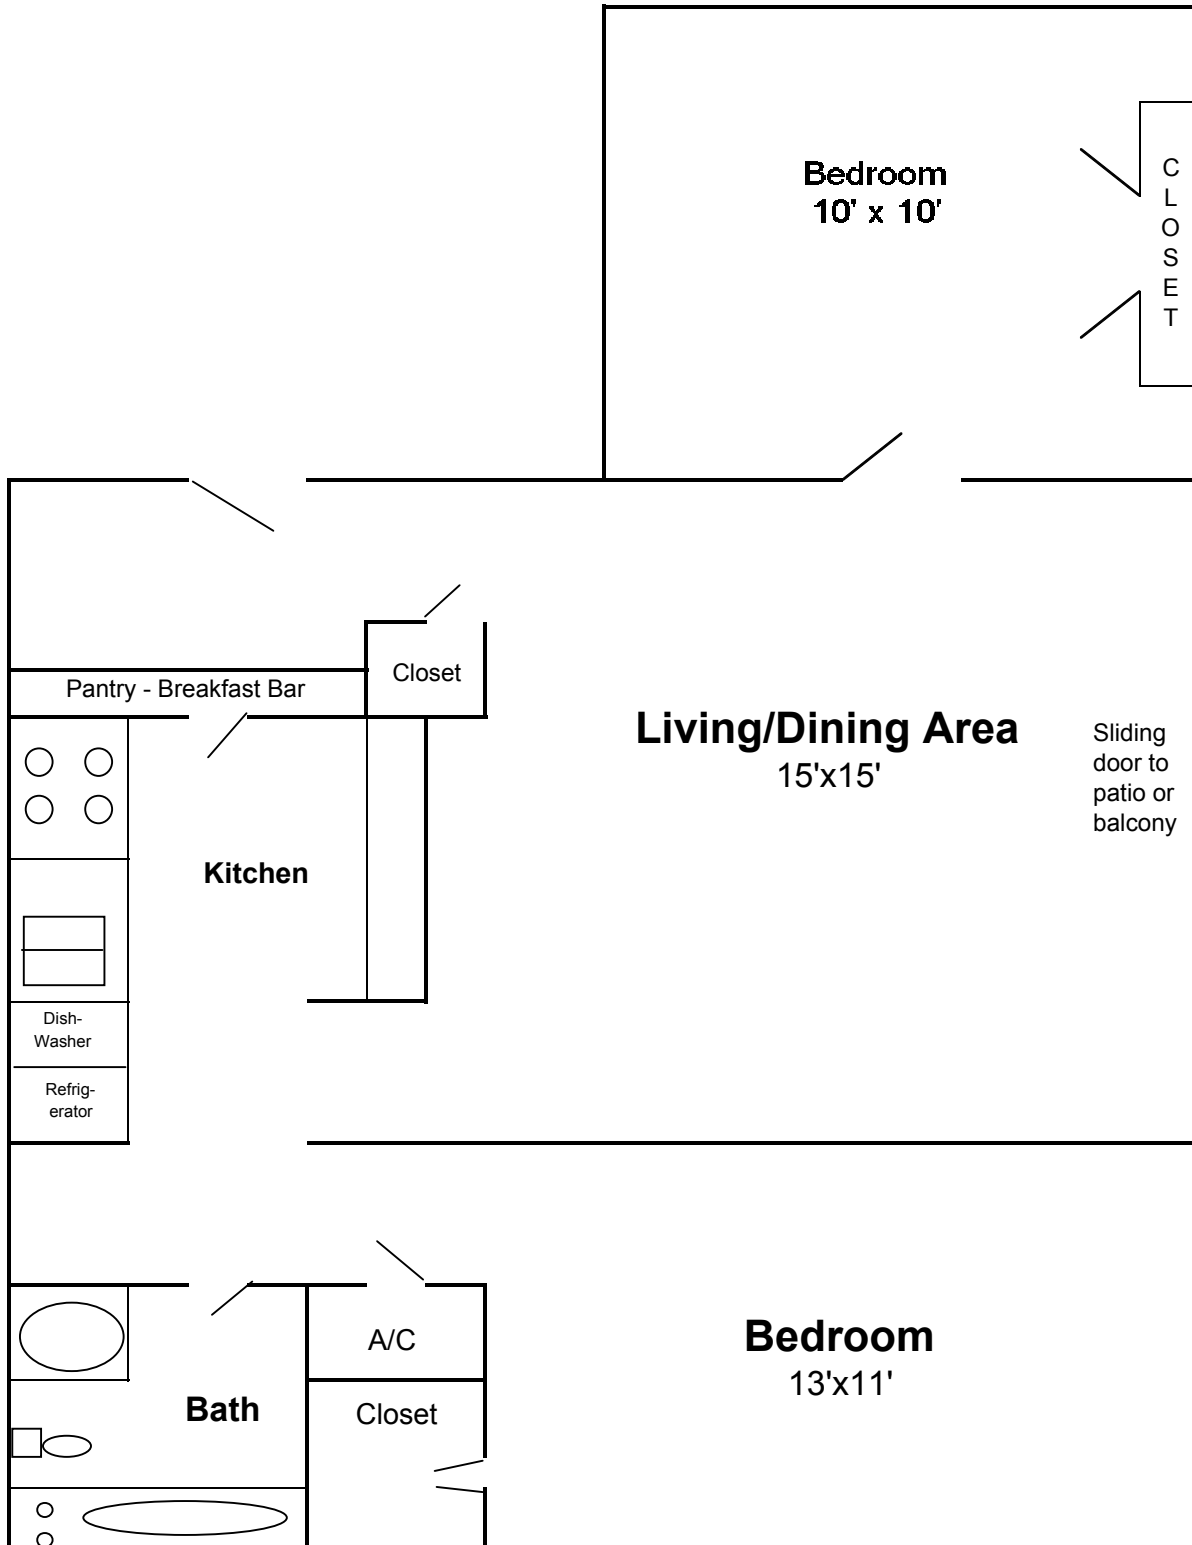 Bedroom
10' x 10'
C
L
O
S
E
T
Closet
Pantry - Breakfast Bar
Living/Dining Area
15'x15'
Sliding
door to
patio or
balcony
Kitchen
Dish-
Washer
Refrig-
erator
A/C
Bedroom
13'x11'
Bath
Closet